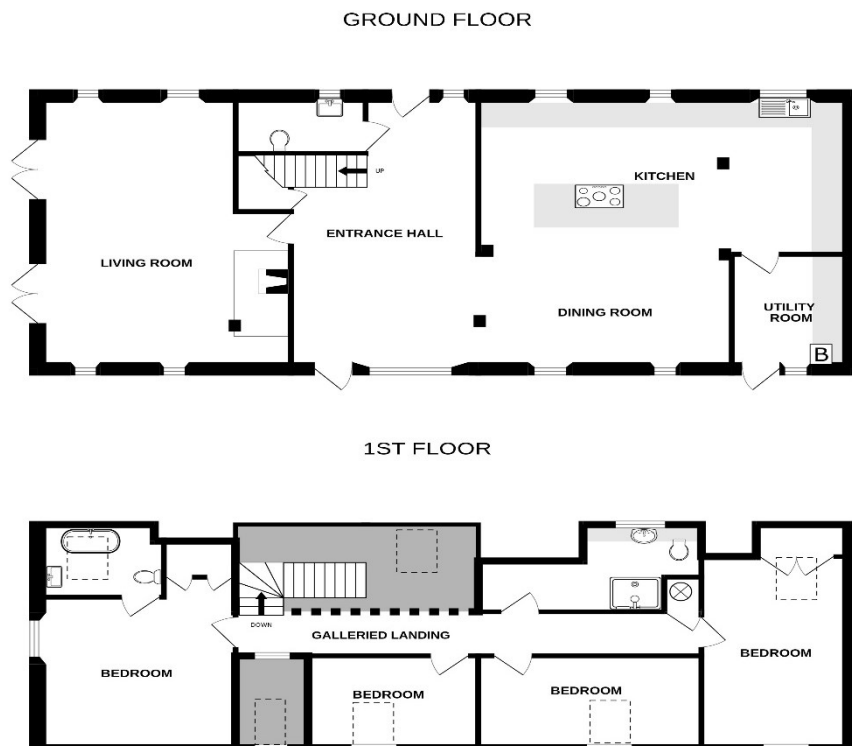 GROUND FLOOR
UP
KITCHEN
ENTRANCE HALL
LIVING ROOM
DINING ROOM
UTILITY
ROOM
B
1ST FLOOR
DOWN
GALLERIED LANDING
BEDROOM
BEDROOM
BEDROOM
BEDROOM